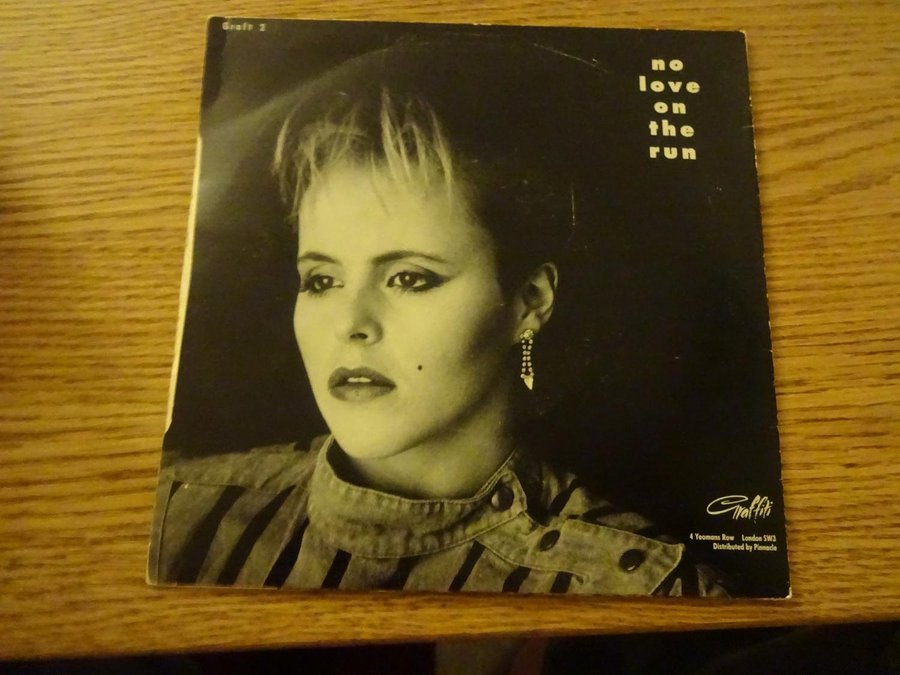 Graft 2
no
love
on
the
run
Graffiti
4 Yeomans Row London SW3
Distributed by Pinnacle